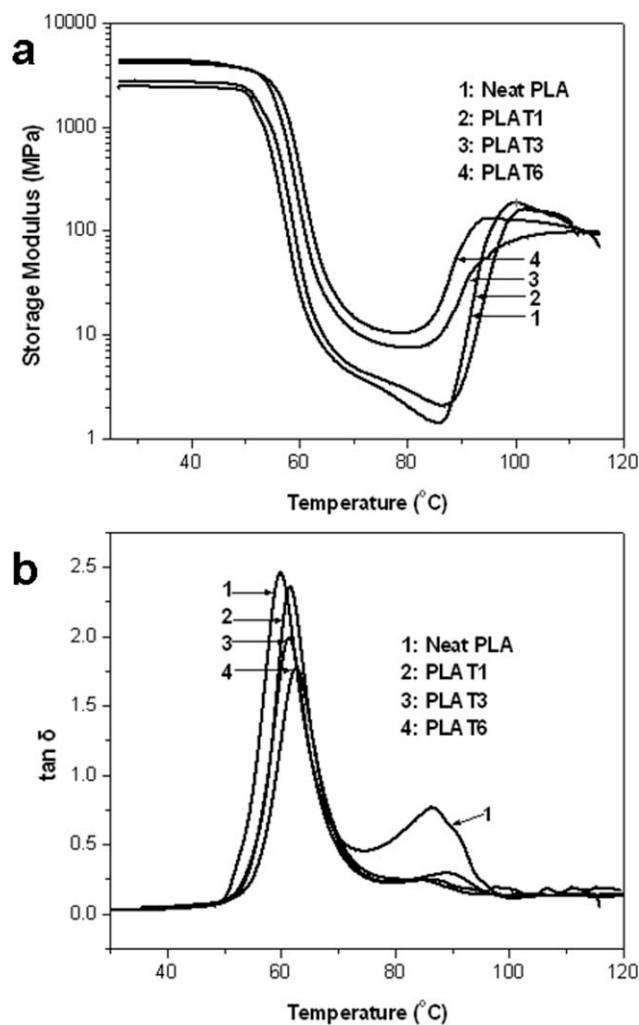 a
10000
1000
100
10
1
Storage Modulus (MPa)
1: Neat PLA
2: PLAT1
3: PLAT3
4: PLAT6
4
3
2
1
40 60 80 100 120
Temperature (°C)
b
2.5
2.0
1.5
1.0
0.5
0.0
tan δ
1
2
3
4
1: Neat PLA
2: PLAT1
3: PLAT3
4: PLAT6
1
40 60 80 100 120
Temperature (°C)